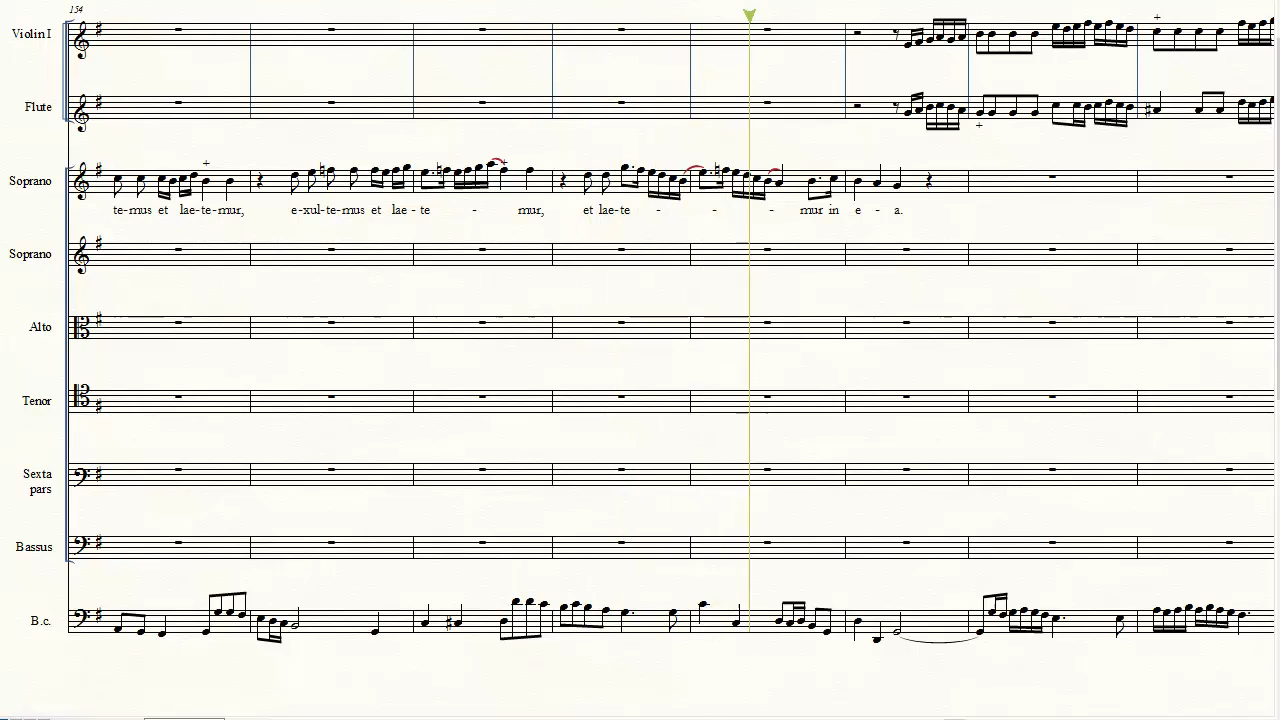 154
Violin I
Flute
Soprano
te-mus et lae-te-mur, e-xul-te-mus et lae - te - mur, et lae-te - - - mur in e - a.
Soprano
Alto
Tenor
Sexta
pars
Bassus
B.c.